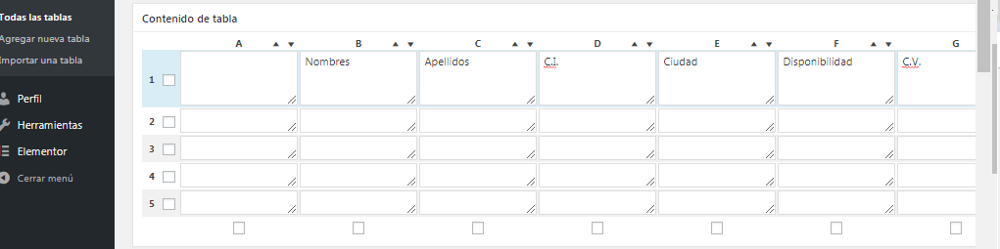 Todas las tablas
Agregar nueva tabla
Importar una tabla
Perfil
Herramientas
Elementor
Cerrar menú
Contenido de tabla
A B C D E F G
1 Nombres Apellidos C.I. Ciudad Disponibilidad C.V.
2
3
4
5